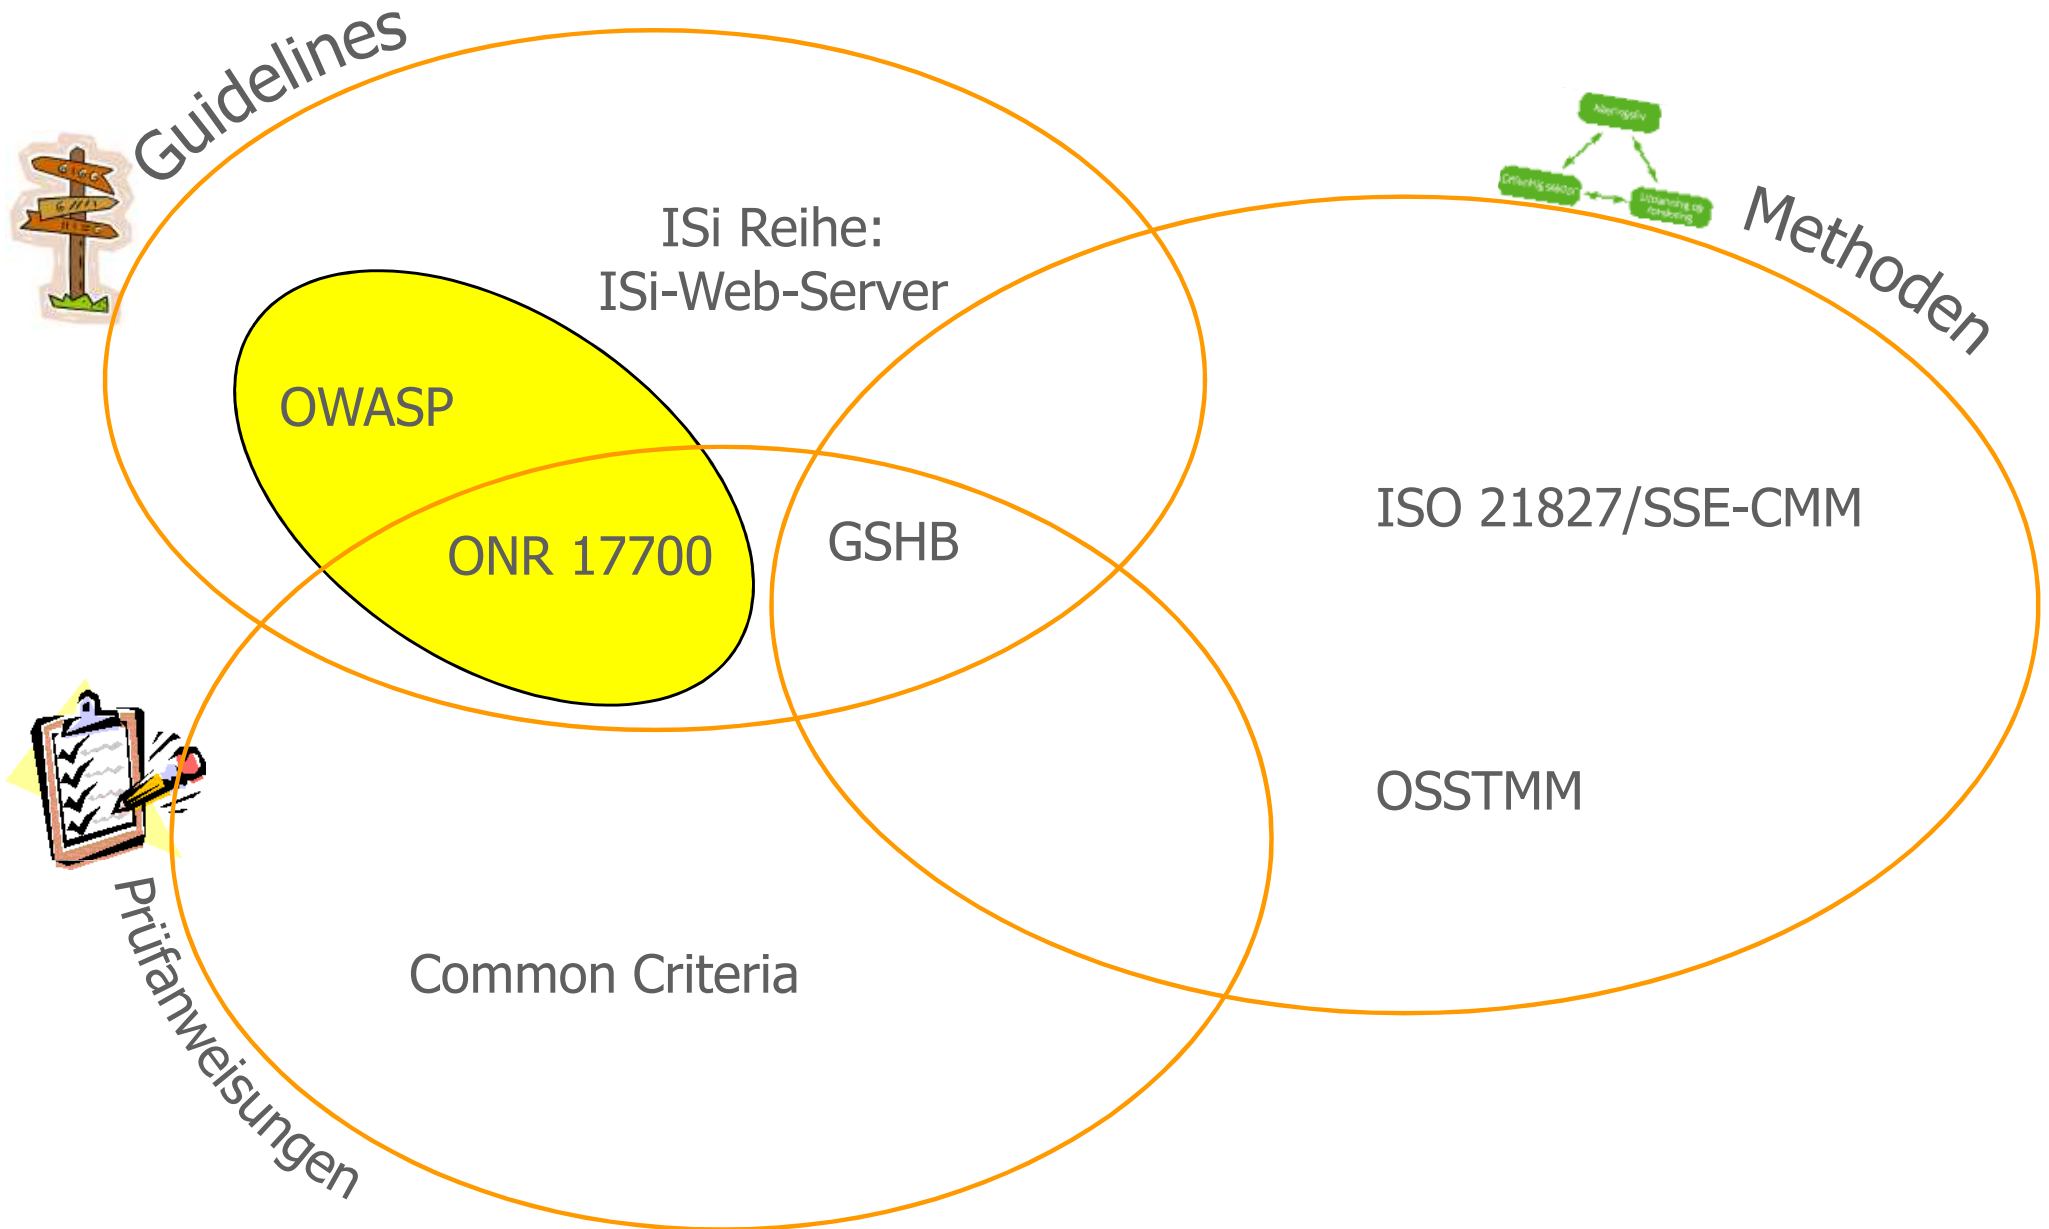 Guidelines
Methoden
ISi Reihe:
ISi-Web-Server
OWASP
ISO 21827/SSE-CMM
ONR 17700
GSHB
OSSTMM
Common Criteria
Prüfanweisungen